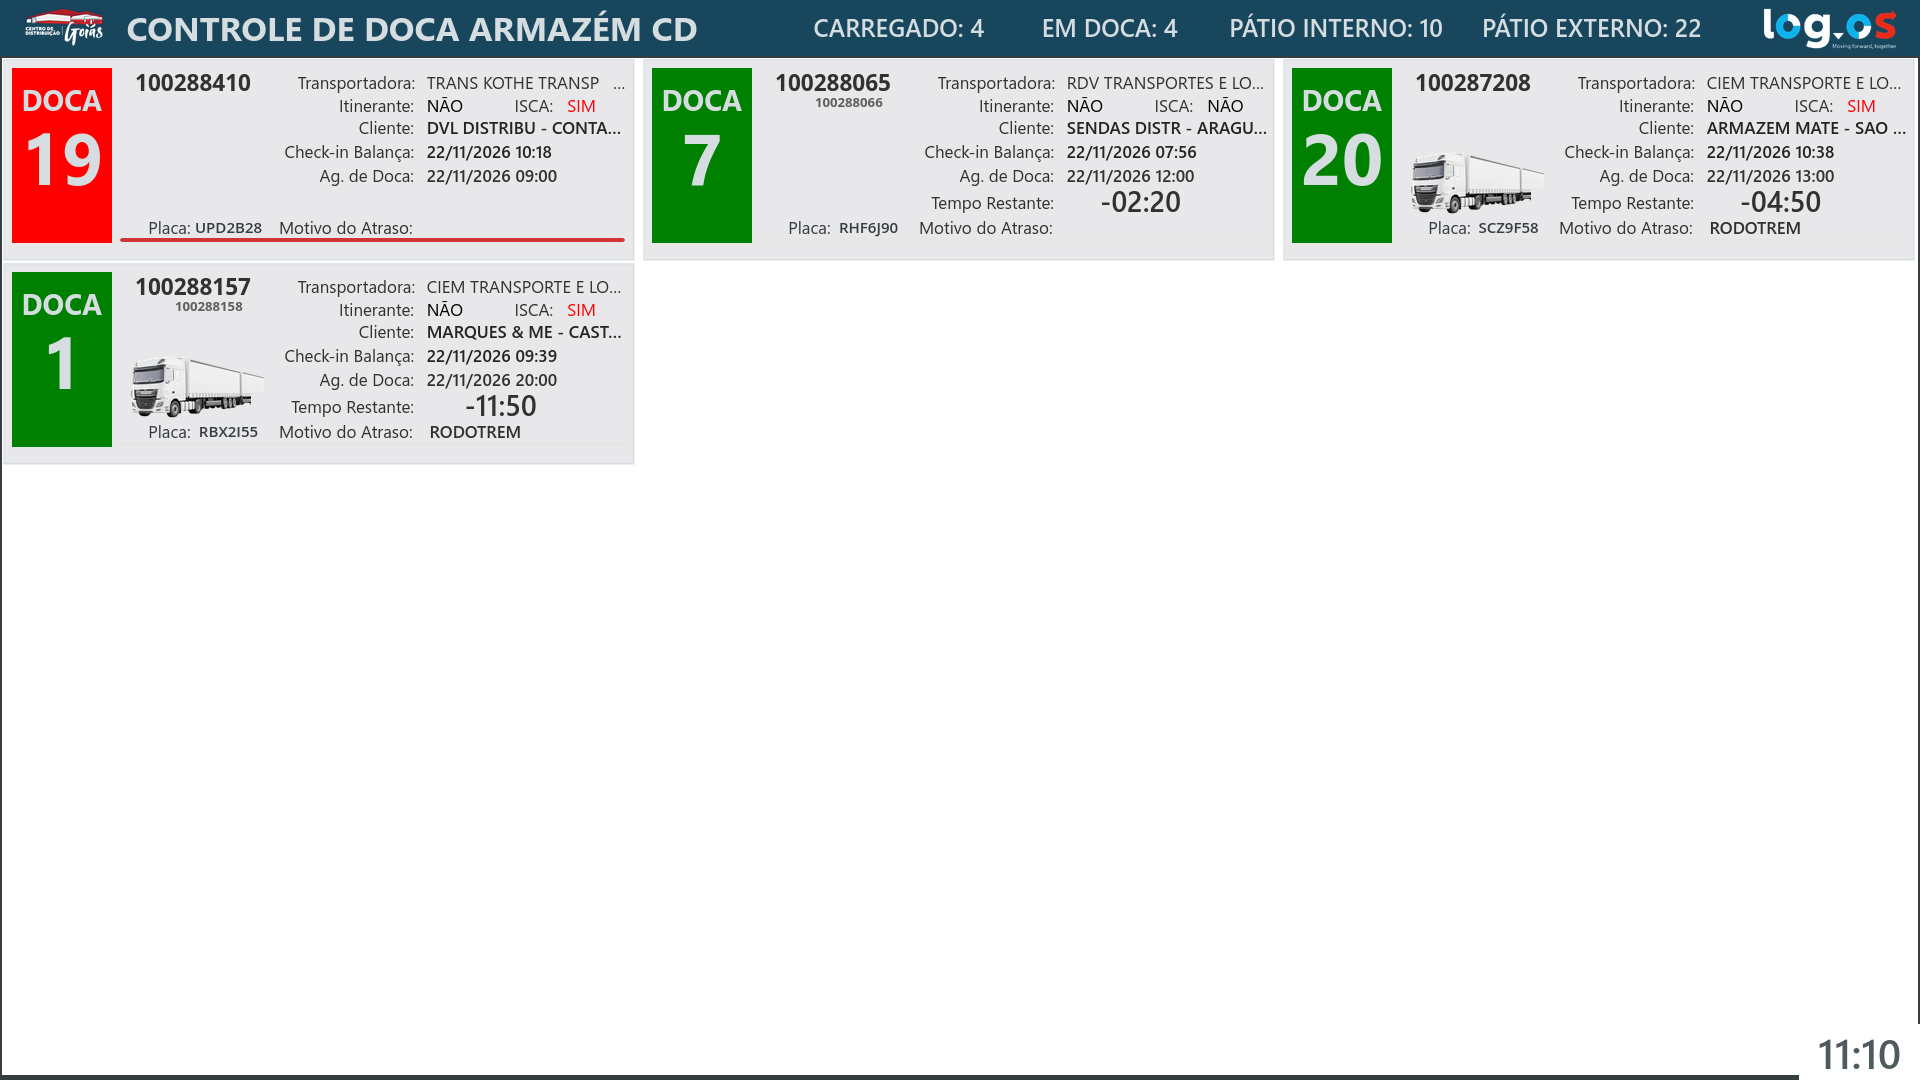 CENTRO DE DISTRIBUIÇÃO Goiás
CONTROLE DE DOCA ARMAZÉM CD
CARREGADO: 4
EM DOCA: 4
PÁTIO INTERNO: 10
PÁTIO EXTERNO: 22
log.os
Moving forward, together
DOCA
19
100288410
Transportadora: TRANS KOTHE TRANSP ...
Itinerante: NÃO ISCA: SIM
Cliente: DVL DISTRIBU - CONTA...
Check-in Balança: 22/11/2026 10:18
Ag. de Doca: 22/11/2026 09:00
Placa: UPD2B28 Motivo do Atraso:
DOCA
7
100288065
100288066
Transportadora: RDV TRANSPORTES E LO...
Itinerante: NÃO ISCA: NÃO
Cliente: SENDAS DISTR - ARAGU...
Check-in Balança: 22/11/2026 07:56
Ag. de Doca: 22/11/2026 12:00
Tempo Restante: -02:20
Placa: RHF6J90 Motivo do Atraso:
DOCA
20
100287208
Transportadora: CIEM TRANSPORTE E LO...
Itinerante: NÃO ISCA: SIM
Cliente: ARMAZEM MATE - SAO ...
Check-in Balança: 22/11/2026 10:38
Ag. de Doca: 22/11/2026 13:00
Tempo Restante: -04:50
Placa: SCZ9F58 Motivo do Atraso: RODOTREM
DOCA
1
100288157
100288158
Transportadora: CIEM TRANSPORTE E LO...
Itinerante: NÃO ISCA: SIM
Cliente: MARQUES & ME - CAST...
Check-in Balança: 22/11/2026 09:39
Ag. de Doca: 22/11/2026 20:00
Tempo Restante: -11:50
Placa: RBX2I55 Motivo do Atraso: RODOTREM
11:10